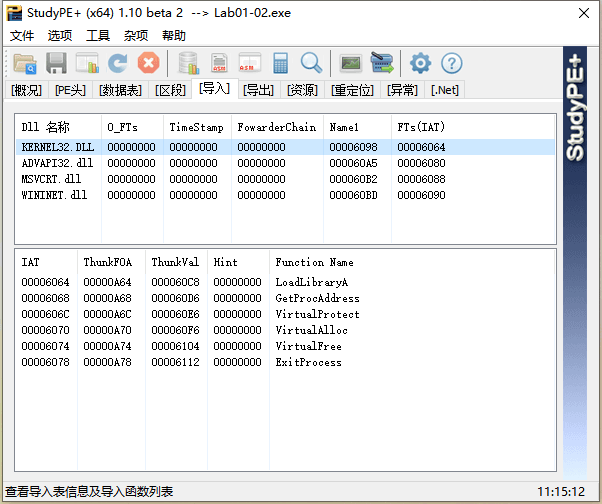 StudyPE+ (x64) 1.10 beta 2 --> Lab01-02.exe
文件 选项 工具 杂项 帮助
[概况] [PE头] [数据表] [区段] [导入] [导出] [资源] [重定位] [异常] [.Net]
Dll 名称 O_FTs TimeStamp FowarderChain Name1 FTs(IAT)
KERNEL32.DLL 00000000 00000000 00000000 00006098 00006064
ADVAPI32.dll 00000000 00000000 00000000 000060A5 00006080
MSVCRT.dll 00000000 00000000 00000000 000060B2 00006088
WININET.dll 00000000 00000000 00000000 000060BD 00006090
IAT ThunkFOA ThunkVal Hint Function Name
00006064 00000A64 000060C8 00000000 LoadLibraryA
00006068 00000A68 000060D6 00000000 GetProcAddress
0000606C 00000A6C 000060E6 00000000 VirtualProtect
00006070 00000A70 000060F6 00000000 VirtualAlloc
00006074 00000A74 00006104 00000000 VirtualFree
00006078 00000A78 00006112 00000000 ExitProcess
StudyPE+
查看导入表信息及导入函数列表 11:15:12